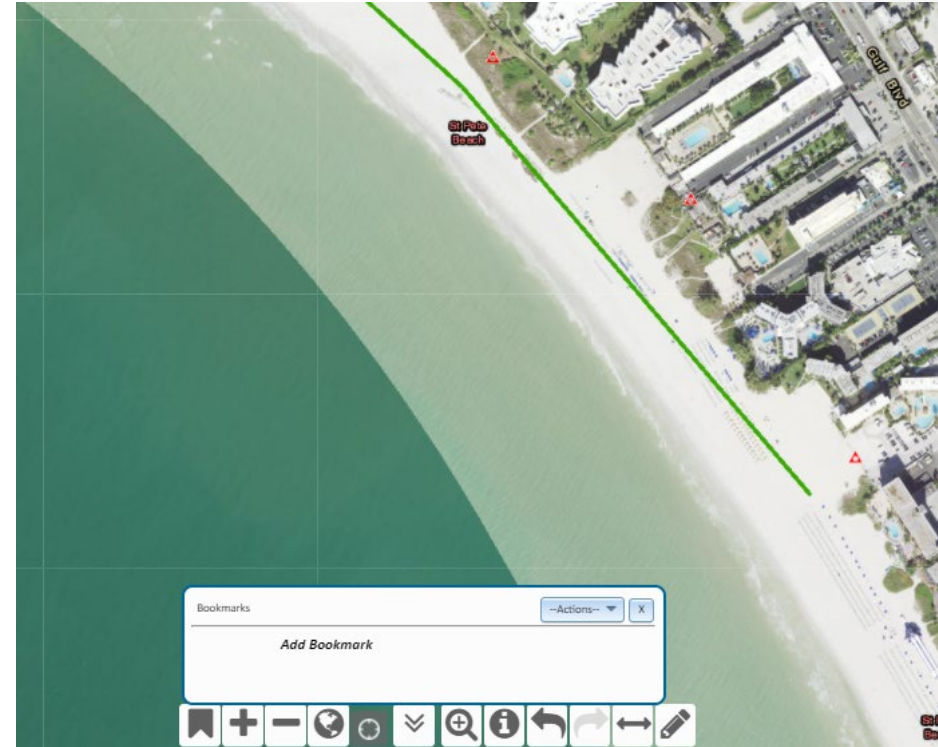 Gulf Blvd
St Pete
Beach
Bookmarks
--Actions--
X
Add Bookmark